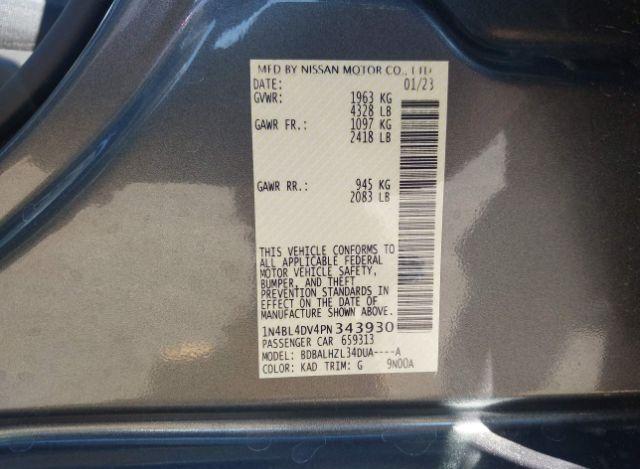 MFD BY NISSAN MOTOR CO., LTD
DATE: 01/23
GVWR: 1963 KG
4328 LB
GAWR FR.: 1097 KG
2418 LB
GAWR RR.: 945 KG
2083 LB
THIS VEHICLE CONFORMS TO
ALL APPLICABLE FEDERAL
MOTOR VEHICLE SAFETY,
BUMPER, AND THEFT
PREVENTION STANDARDS IN
EFFECT ON THE DATE OF
MANUFACTURE SHOWN ABOVE.
1N4BL4DV4PN343930
PASSENGER CAR 659313
MODEL: BDBALHZL34DUA----A
COLOR: KAD TRIM: G 9N00A